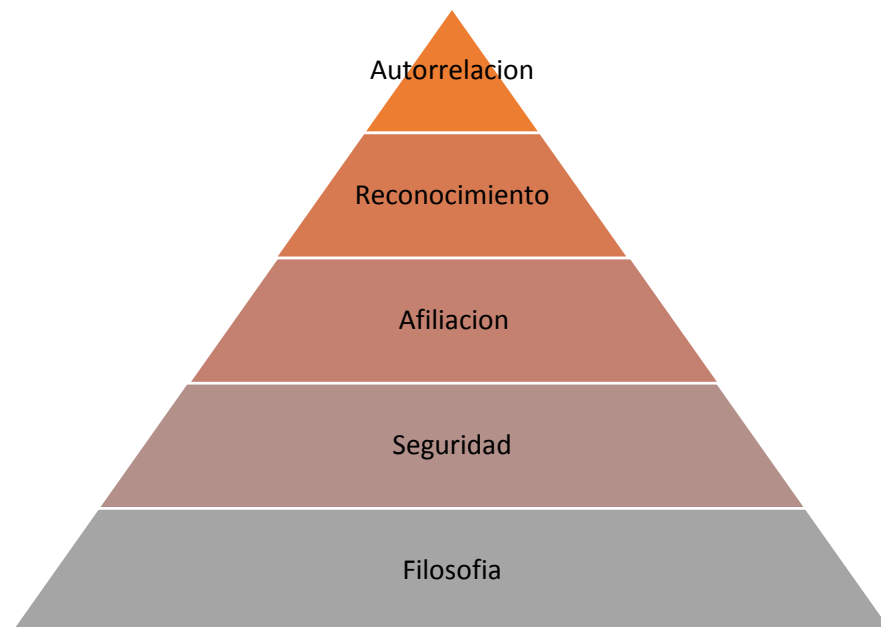 Autorrelacion
Reconocimiento
Afiliacion
Seguridad
Filosofia